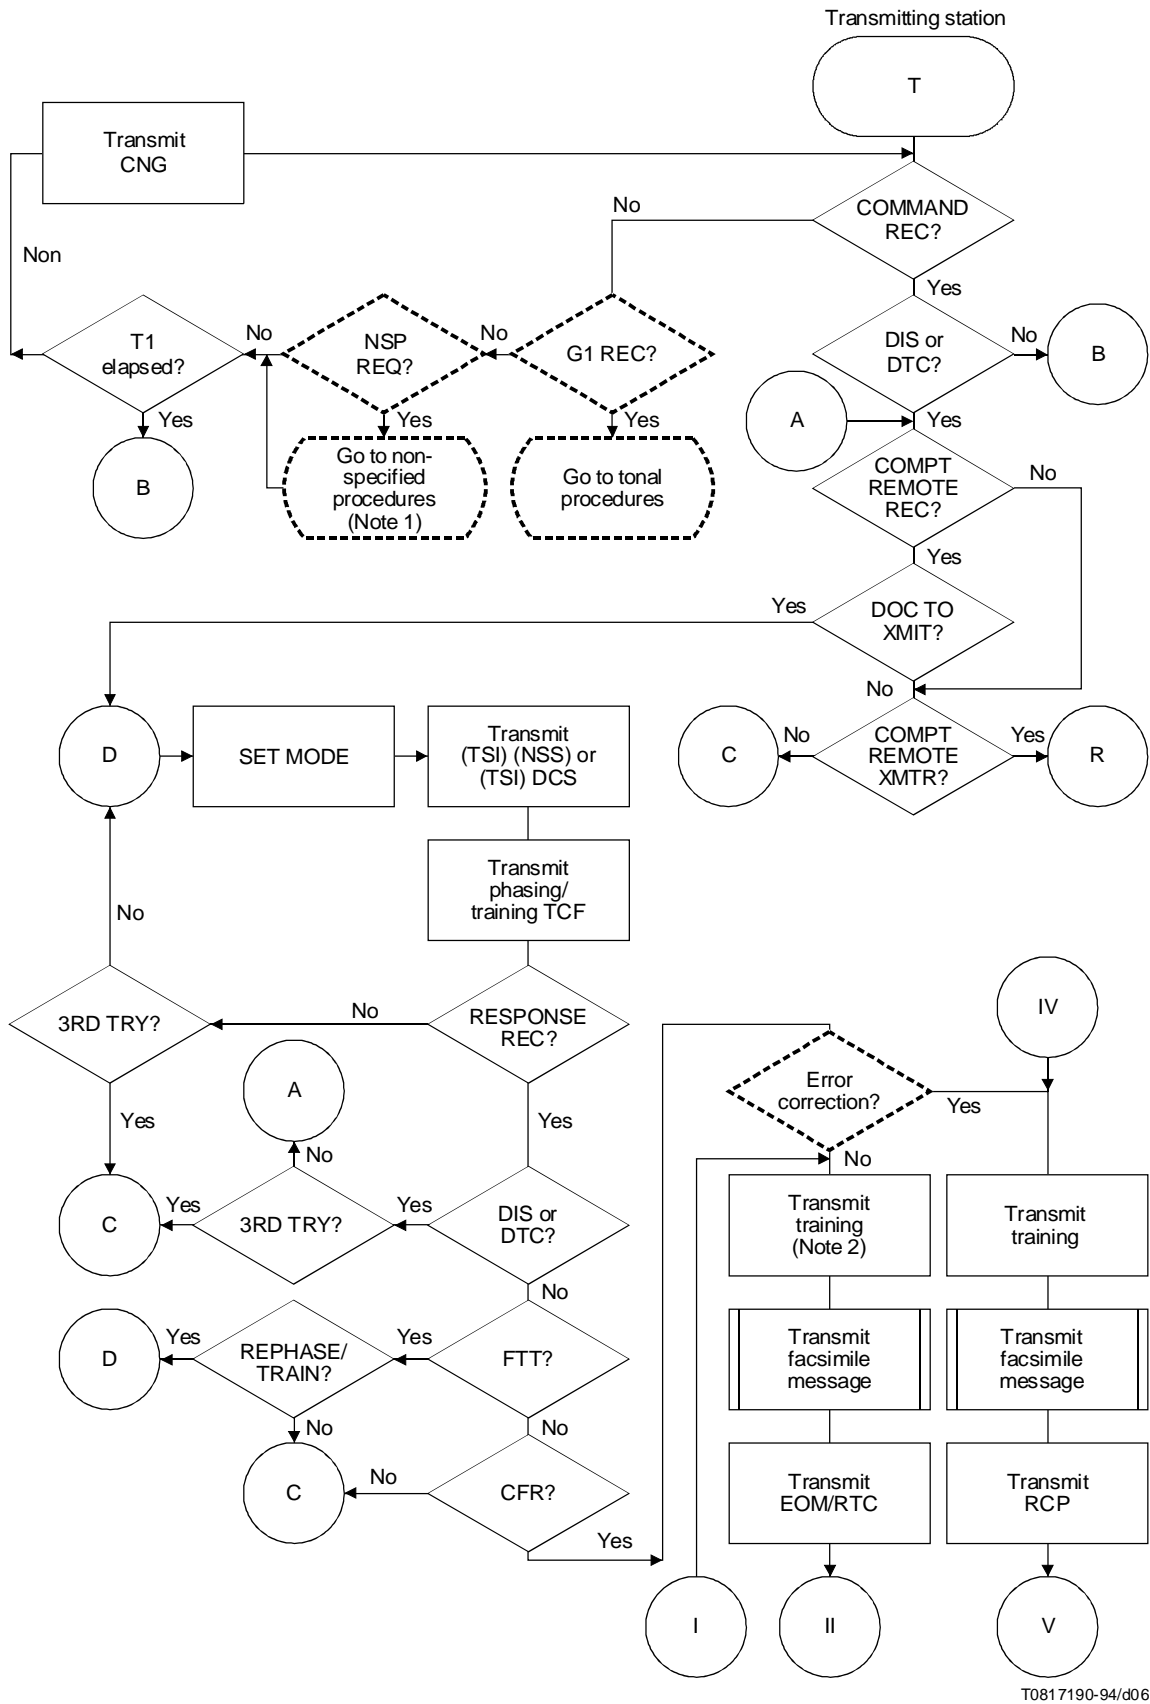 Transmitting station
T
Transmit
CNG
No
COMMAND
REC?
Non
Yes
T1
elapsed?
No
NSP
REQ?
No
G1 REC?
DIS or
DTC?
No
B
Yes
Yes
Yes
A
Yes
B
Go to non-
specified
procedures
(Note 1)
Go to tonal
procedures
COMPT
REMOTE
REC?
No
Yes
Yes
DOC TO
XMIT?
No
D
SET MODE
Transmit
(TSI) (NSS) or
(TSI) DCS
C
No
COMPT
REMOTE
XMTR?
Yes
R
Transmit
phasing/
training TCF
No
3RD TRY?
No
RESPONSE
REC?
IV
A
Error
correction?
Yes
Yes
Yes
No
No
C
Yes
3RD TRY?
Yes
DIS or
DTC?
Transmit
training
(Note 2)
Transmit
training
No
D
Yes
REPHASE/
TRAIN?
Yes
FTT?
Transmit
facsimile
message
Transmit
facsimile
message
No
No
C
No
CFR?
Transmit
EOM/RTC
Transmit
RCP
Yes
I
II
V
T0817190-94/d06